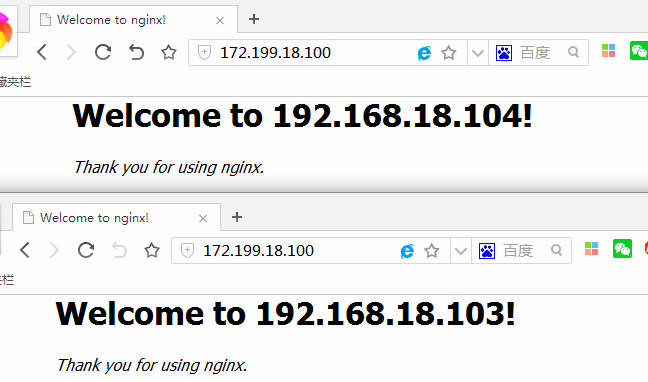 Welcome to nginx!
172.199.18.100
百度
藏夹栏
Welcome to 192.168.18.104!
Thank you for using nginx.
Welcome to nginx!
172.199.18.100
百度
夹栏
Welcome to 192.168.18.103!
Thank you for using nginx.